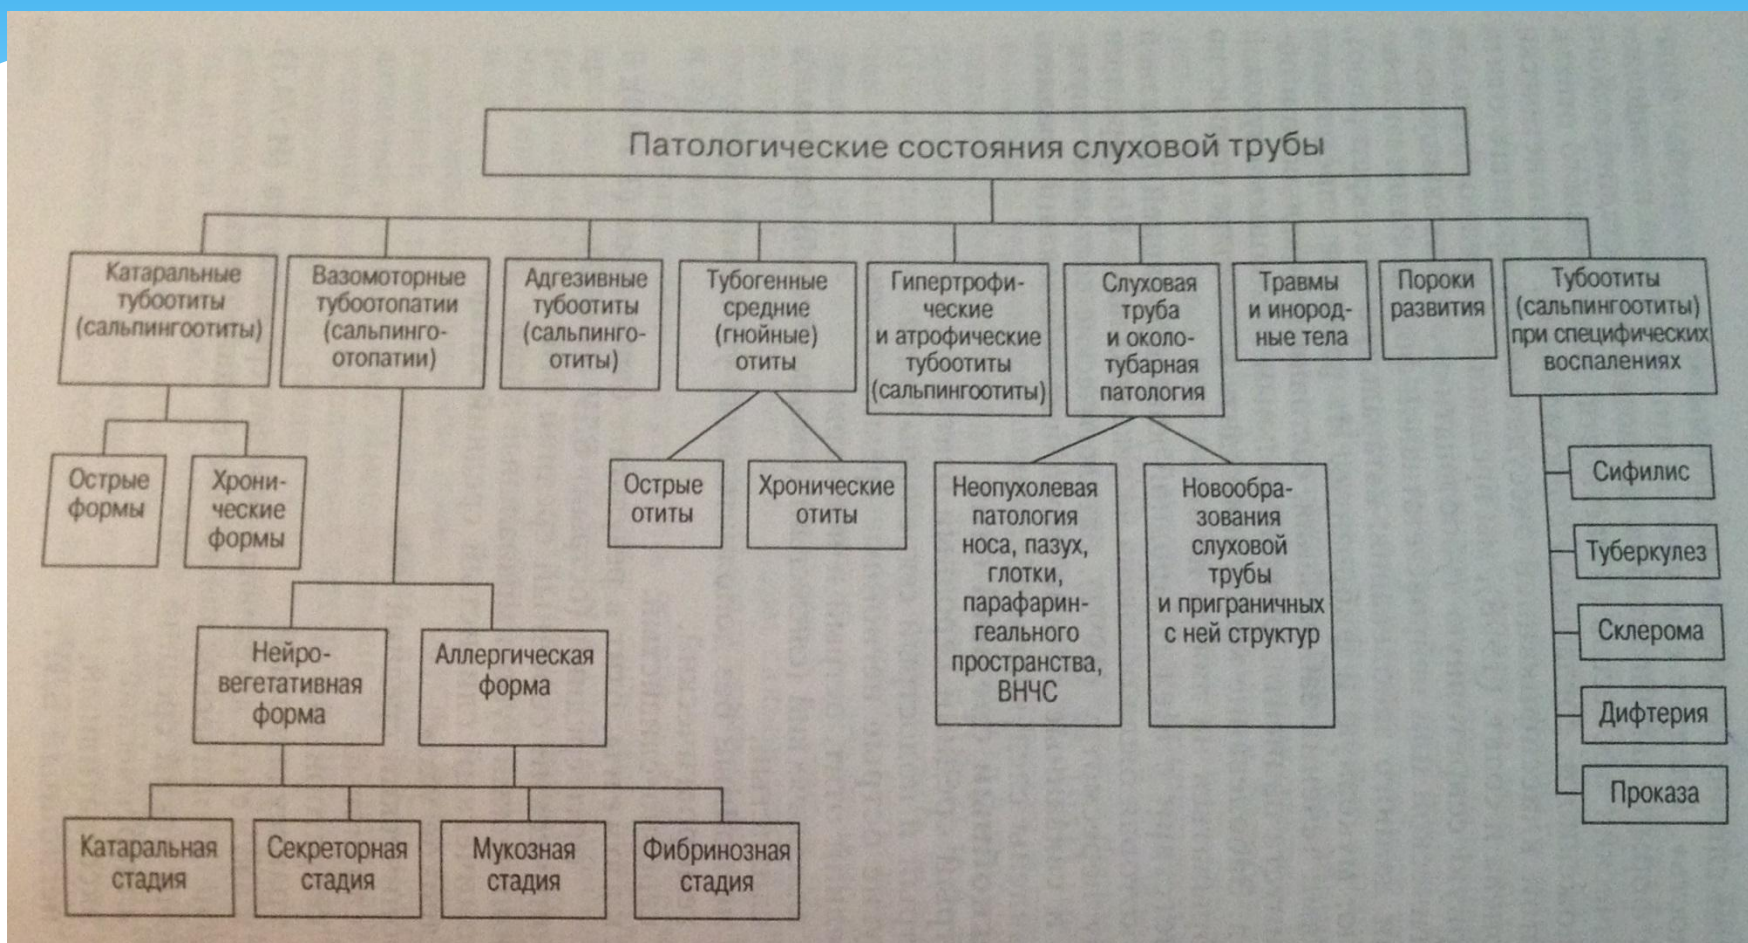 Патологические состояния слуховой трубы
Катаральные
тубоотиты
(сальпингоотиты)
Вазомоторные
тубоотопатии
(сальпинго-
отопатии)
Адгезивные
тубоотиты
(сальпинго-
отиты)
Тубогенные
средние
(гнойные)
отиты
Гипертрофи-
ческие
и атрофические
тубоотиты
(сальпингоотиты)
Слуховая
труба
и около-
тубарная
патология
Травмы
и инород-
ные тела
Пороки
развития
Тубоотиты
(сальпингоотиты)
при специфических
воспалениях
Острые
формы
Хрони-
ческие
формы
Острые
отиты
Хронические
отиты
Неопухолевая
патология
носа, пазух,
глотки,
парафарин-
геального
пространства,
ВНЧС
Новообра-
зования
слуховой
трубы
и приграничных
с ней структур
Сифилис
Туберкулез
Склерома
Дифтерия
Проказа
Нейро-
вегетативная
форма
Аллергическая
форма
Катаральная
стадия
Секреторная
стадия
Мукозная
стадия
Фибринозная
стадия